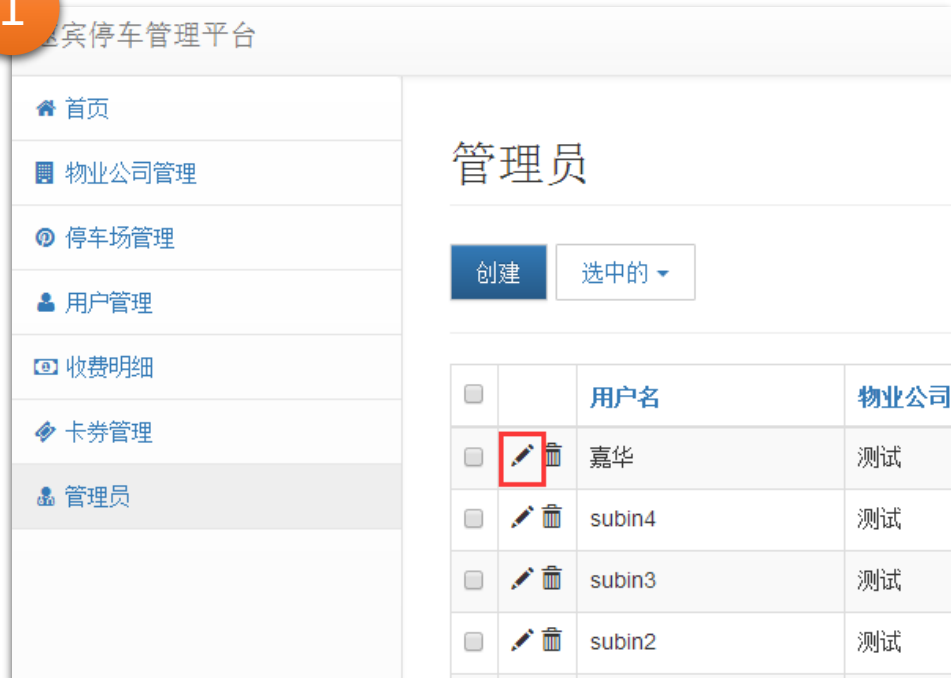 1
宾停车管理平台
首页
物业公司管理
停车场管理
用户管理
收费明细
卡券管理
管理员
管理员
创建 选中的
用户名 物业公司
嘉华 测试
subin4 测试
subin3 测试
subin2 测试